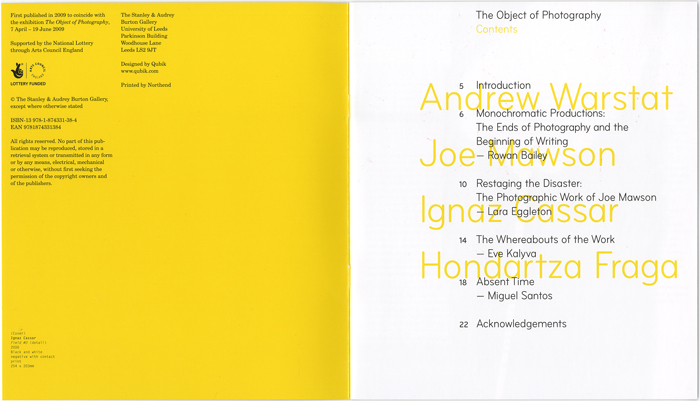 First published in 2009 to coincide with
the exhibition The Object of Photography,
7 April – 19 June 2009
Supported by the National Lottery
through Arts Council England
LOTTERY FUNDED
© The Stanley & Audrey Burton Gallery,
except where otherwise stated
ISBN-13 978-1-874331-38-4
EAN 9781874331384
All rights reserved. No part of this pub-
lication may be reproduced, stored in a
retrieval system or transmitted in any form
or by any means, electrical, mechanical
or otherwise, without first seeking the
permission of the copyright owners and
of the publishers.
The Stanley & Audrey
Burton Gallery
University of Leeds
Parkinson Building
Woodhouse Lane
Leeds LS2 9JT
Designed by Qubik
www.qubik.com
Printed by Northend
(Cover)
Ignaz Cassar
Black and white
negative with contact
print
The Object of Photography
Contents
5 Introduction
Andrew Warstat
6 Monochromatic Productions:
The Ends of Photography and the
Beginning of Writing
— Rowan Bailey
Joe Mawson
10 Restaging the Disaster:
The Photographic Work of Joe Mawson
— Lara Eggleton
Ignaz Cassar
14 The Whereabouts of the Work
— Eve Kalyva
Hondartza Fraga
18 Absent Time
— Miguel Santos
22 Acknowledgements